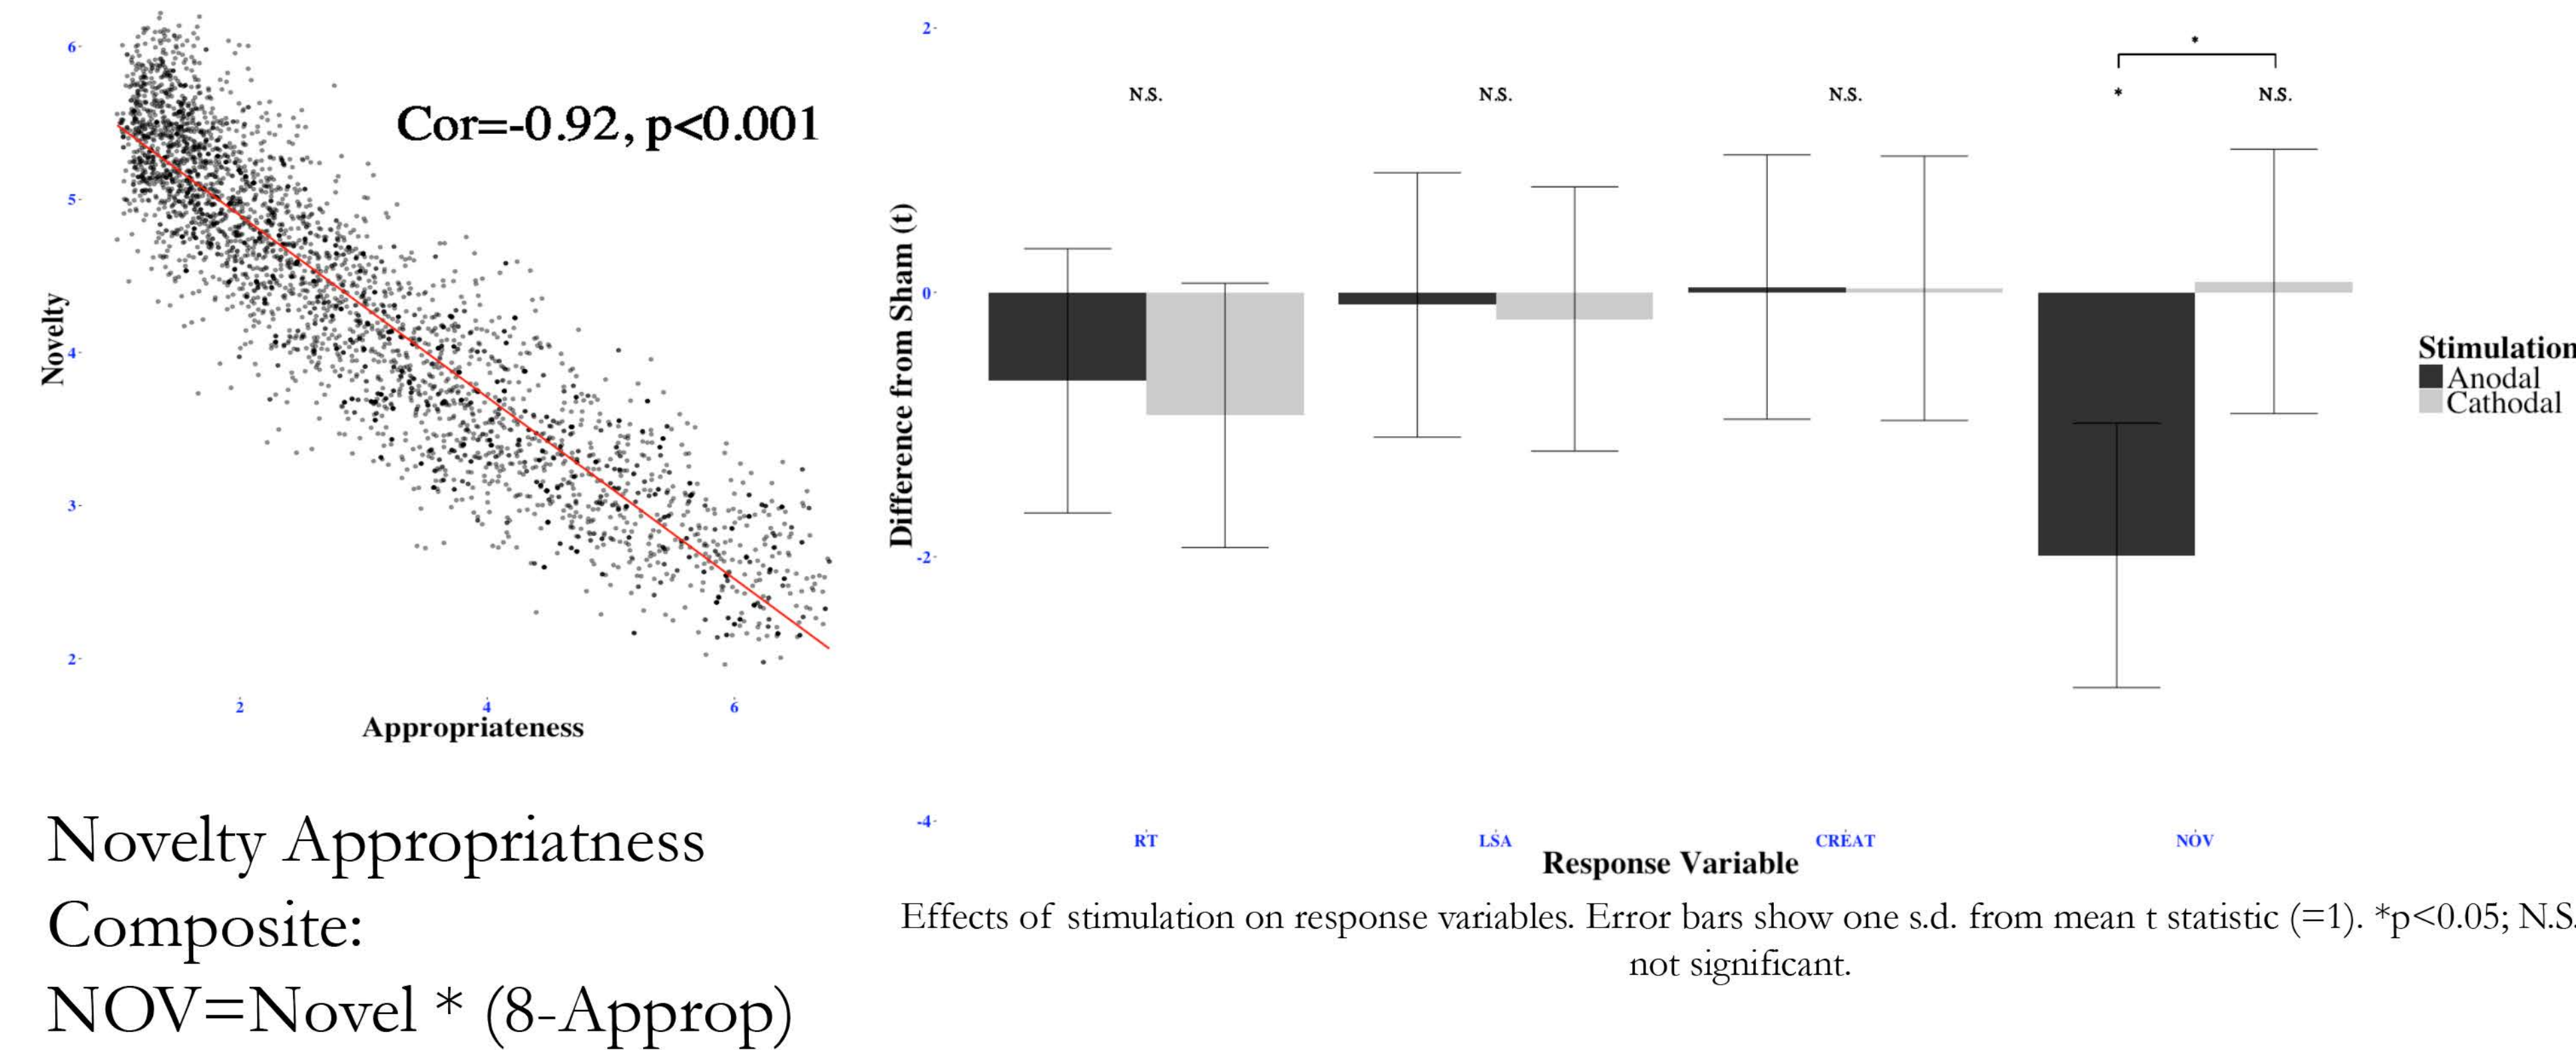 6
5
4
3
2
Novelty
Cor=-0.92, p<0.001
2
4
6
Appropriateness
Novelty Appropriatness
Composite:
NOV=Novel * (8-Approp)
2
0
-2
-4
Difference from Sham (t)
N.S.
N.S.
N.S.
*
*
N.S.
RT
LSA
CREAT
NOV
Response Variable
Stimulation
Anodal
Cathodal
Effects of stimulation on response variables. Error bars show one s.d. from mean t statistic (=1). *p<0.05; N.S.
not significant.